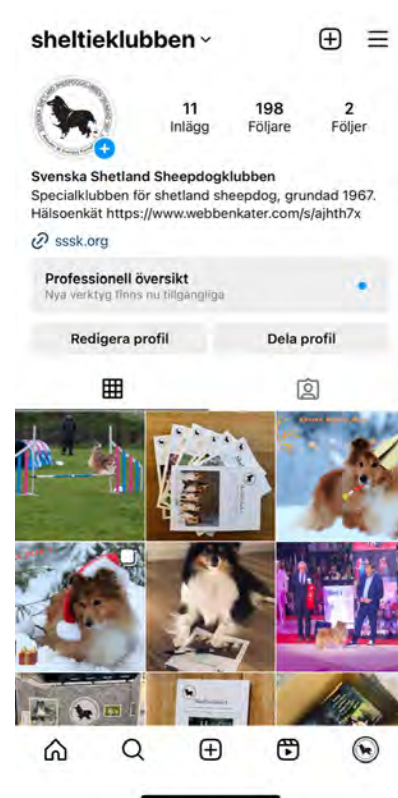 sheltieklubben
11 198 2
Inlägg Följare Följer
Svenska Shetland Sheepdogklubben
Specialklubben för shetland sheepdog, grundad 1967.
Hälsoenkät https://www.webbenkater.com/s/ajhth7x
sssk.org
Professionell översikt
Nya verktyg finns nu tillgängliga
Redigera profil Dela profil